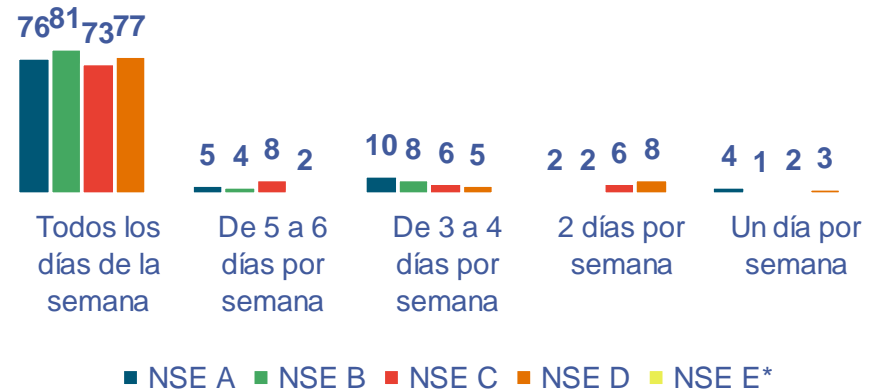 76 81 73 77
5 4 8 2
10 8 6 5
2 2 6 8
4 1 2 3
Todos los
días de la
semana
De 5 a 6
días por
semana
De 3 a 4
días por
semana
2 días por
semana
Un día por
semana
NSE A NSE B NSE C NSE D NSE E*